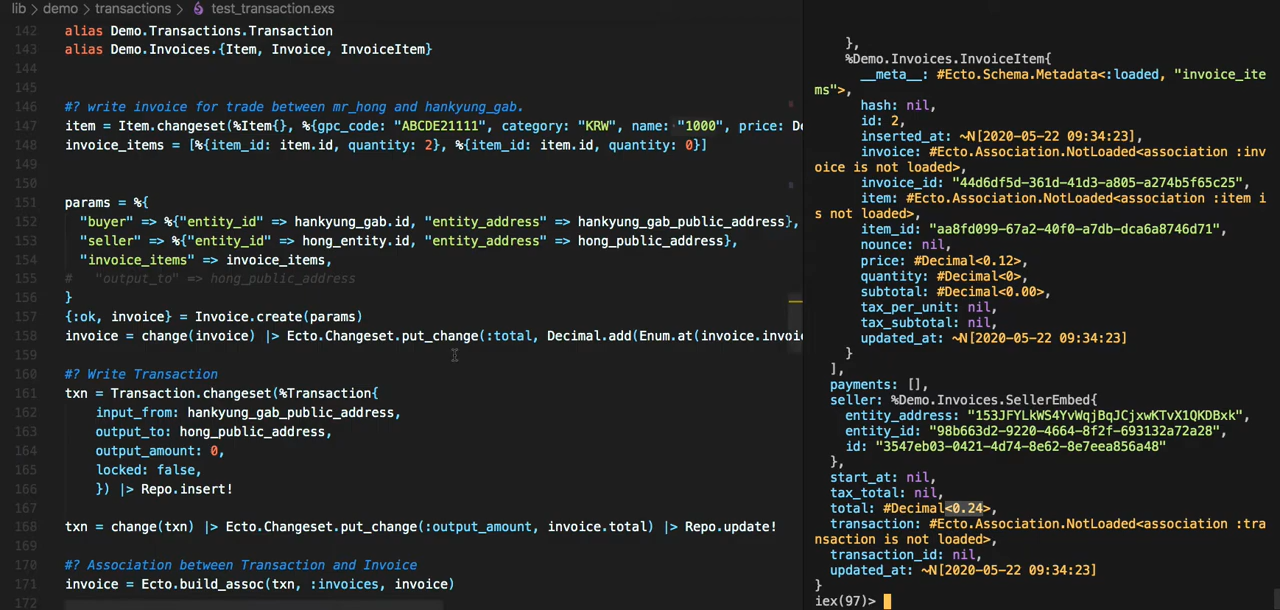 lib > demo > transactions > test_transaction.exs
142 alias Demo.Transactions.Transaction
143 alias Demo.Invoices.{Item, Invoice, InvoiceItem}
144
145
146 #? write invoice for trade between mr_hong and hankyung_gab.
147 item = Item.changeset(%Item{}, %{gpc_code: "ABCDE21111", category: "KRW", name: "1000", price: De
148 invoice_items = [%{item_id: item.id, quantity: 2}, %{item_id: item.id, quantity: 0}]
149
150
151 params = %{
152 "buyer" => %{"entity_id" => hankyung_gab.id, "entity_address" => hankyung_gab_public_address},
153 "seller" => %{"entity_id" => hong_entity.id, "entity_address" => hong_public_address},
154 "invoice_items" => invoice_items,
155 # "output_to" => hong_public_address
156 }
157 {:ok, invoice} = Invoice.create(params)
158 invoice = change(invoice) |> Ecto.Changeset.put_change(:total, Decimal.add(Enum.at(invoice.invoi
159
160 #? Write Transaction
161 txn = Transaction.changeset(%Transaction{
162 input_from: hankyung_gab_public_address,
163 output_to: hong_public_address,
164 output_amount: 0,
165 locked: false,
166 }) |> Repo.insert!
167
168 txn = change(txn) |> Ecto.Changeset.put_change(:output_amount, invoice.total) |> Repo.update!
169
170 #? Association between Transaction and Invoice
171 invoice = Ecto.build_assoc(txn, :invoices, invoice)
172
},
%Demo.Invoices.InvoiceItem{
__meta__: #Ecto.Schema.Metadata<:loaded, "invoice_ite
ms">,
hash: nil,
id: 2,
inserted_at: ~N[2020-05-22 09:34:23],
invoice: #Ecto.Association.NotLoaded<association :inv
oice is not loaded>,
invoice_id: "44d6df5d-361d-41d3-a805-a274b5f65c25",
item: #Ecto.Association.NotLoaded<association :item i
s not loaded>,
item_id: "aa8fd099-67a2-40f0-a7db-dca6a8746d71",
nounce: nil,
price: #Decimal<0.12>,
quantity: #Decimal<0>,
subtotal: #Decimal<0.00>,
tax_per_unit: nil,
tax_subtotal: nil,
updated_at: ~N[2020-05-22 09:34:23]
}
],
payments: [],
seller: %Demo.Invoices.SellerEmbed{
entity_address: "153JFYLkWS4YvWqjBqJCjxwKTvX1QKDBxk",
entity_id: "98b663d2-9220-4664-8f2f-693132a72a28",
id: "3547eb03-0421-4d74-8e62-8e7eea856a48"
},
start_at: nil,
tax_total: nil,
total: #Decimal<0.24>,
transaction: #Ecto.Association.NotLoaded<association :tra
nsaction is not loaded>,
transaction_id: nil,
updated_at: ~N[2020-05-22 09:34:23]
}
iex(97)>